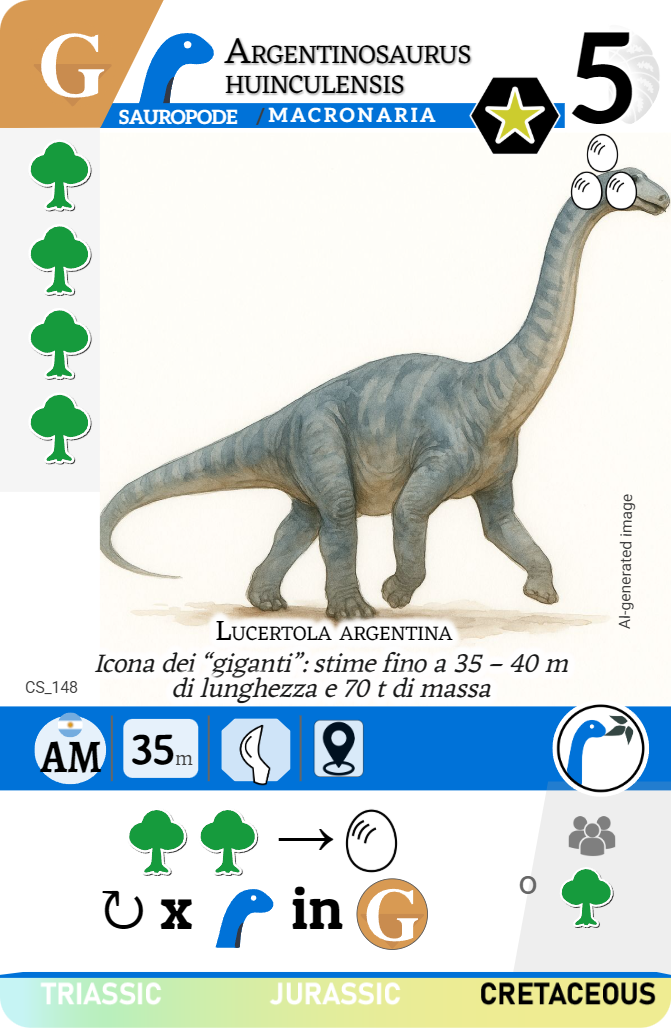 G
ARGENTINOSAURUS
HUINCULENSIS
5
SAUROPODE / MACRONARIA
AI-generated image
LUCERTOLA ARGENTINA
Icona dei “giganti”: stime fino a 35 – 40 m
di lunghezza e 70 t di massa
CS_148
AM 35m
↻ x in G
O
TRIASSIC JURASSIC CRETACEOUS